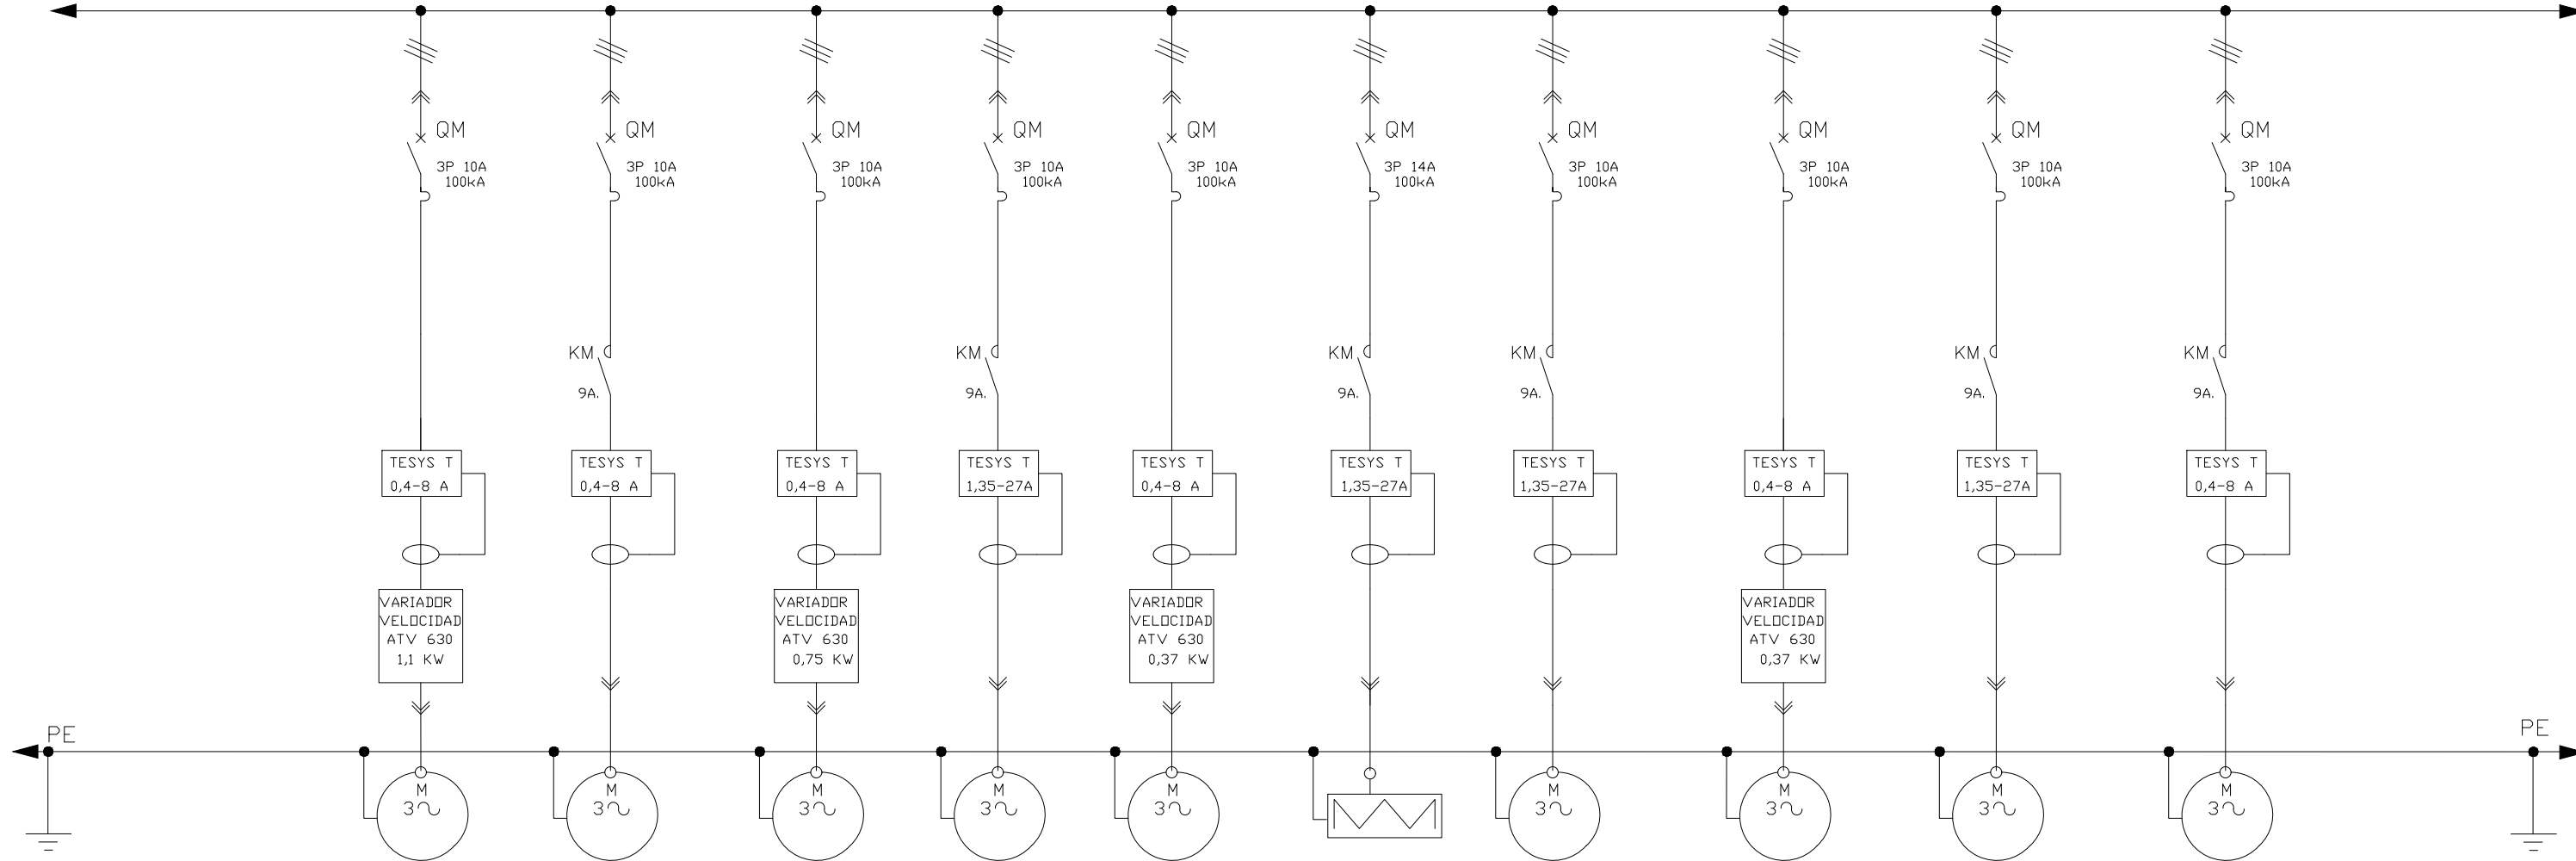 QM
3P 10A
100kA
QM
3P 10A
100kA
QM
3P 10A
100kA
QM
3P 10A
100kA
QM
3P 10A
100kA
QM
3P 14A
100kA
QM
3P 10A
100kA
QM
3P 10A
100kA
QM
3P 10A
100kA
QM
3P 10A
100kA
KM
9A.
KM
9A.
KM
9A.
KM
9A.
KM
9A.
KM
9A.
TESYS T
0,4-8 A
TESYS T
0,4-8 A
TESYS T
0,4-8 A
TESYS T
1,35-27A
TESYS T
0,4-8 A
TESYS T
1,35-27A
TESYS T
1,35-27A
TESYS T
0,4-8 A
TESYS T
1,35-27A
TESYS T
0,4-8 A
VARIADOR
VELOCIDAD
ATV 630
1,1 KW
VARIADOR
VELOCIDAD
ATV 630
0,75 KW
VARIADOR
VELOCIDAD
ATV 630
0,37 KW
VARIADOR
VELOCIDAD
ATV 630
0,37 KW
PE
PE
M
3~
M
3~
M
3~
M
3~
M
3~
M
3~
M
3~
M
3~
M
3~